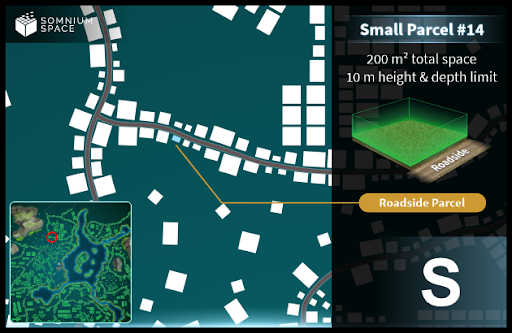 SOMNIUM
SPACE
Small Parcel #14
200 m² total space
10 m height & depth limit
Roadside
Roadside Parcel
S